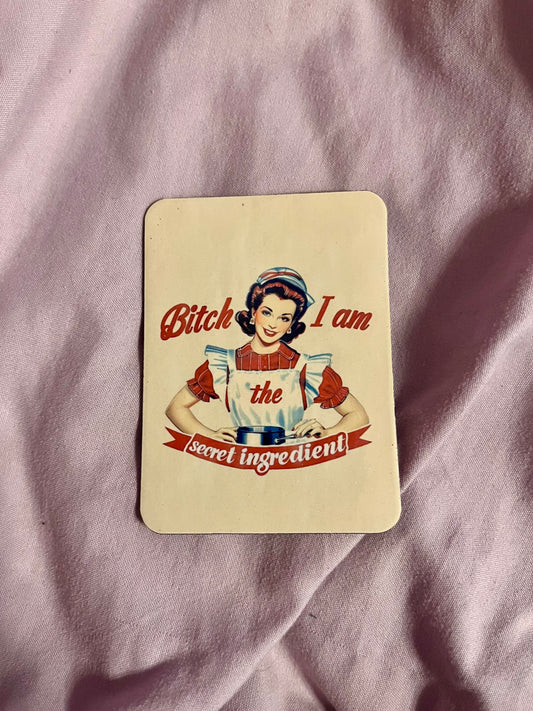 Bitch I am
the
secret ingredient